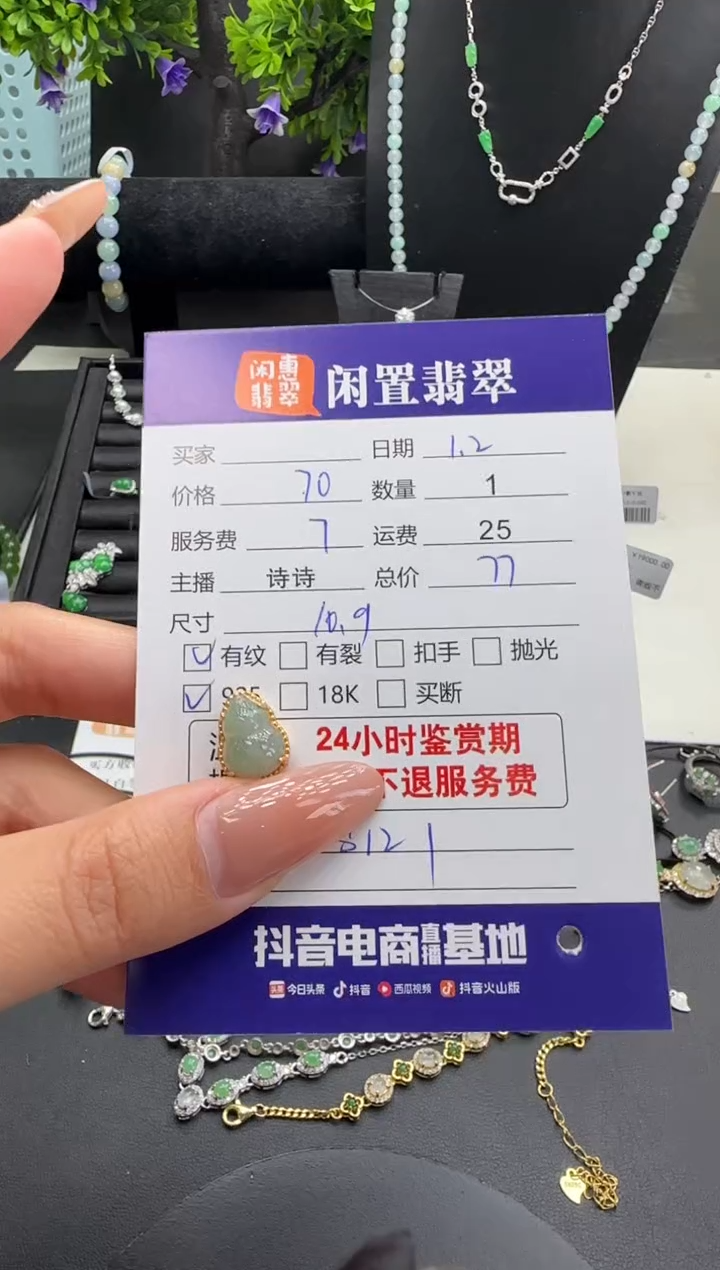 闲惠
翡翠
闲置翡翠
买家 日期 1.2
价格 70 数量 1
服务费 7 运费 25
主播 诗诗 总价 77
尺寸 10.9
有纹 有裂 扣手 抛光
925 18K 买断
24小时鉴赏期
不退服务费
抖音电商直播基地
今日头条 抖音 西瓜视频 抖音火山版